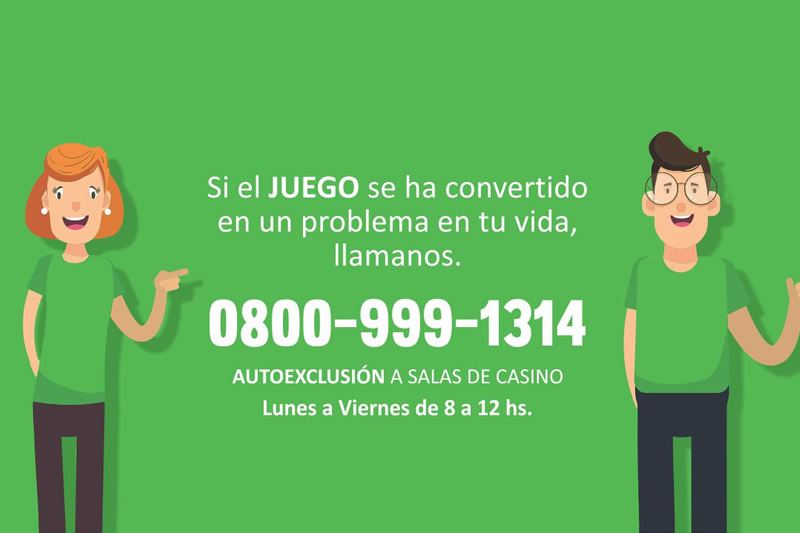 Si el JUEGO se ha convertido
en un problema en tu vida,
llamanos.
0800-999-1314
AUTOEXCLUSIÓN A SALAS DE CASINO
Lunes a Viernes de 8 a 12 hs.